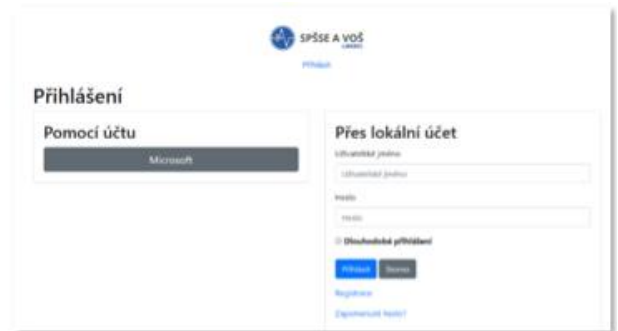 SPŠSE A VOŠ
LIBEREC
Přihlásit
Přihlášení
Pomocí účtu
Microsoft
Přes lokální účet
Uživatelské jméno
Uživatelské jméno
Heslo
Heslo
Dlouhodobé přihlášení
Přihlásit Storno
Registrace
Zapomenuté heslo?